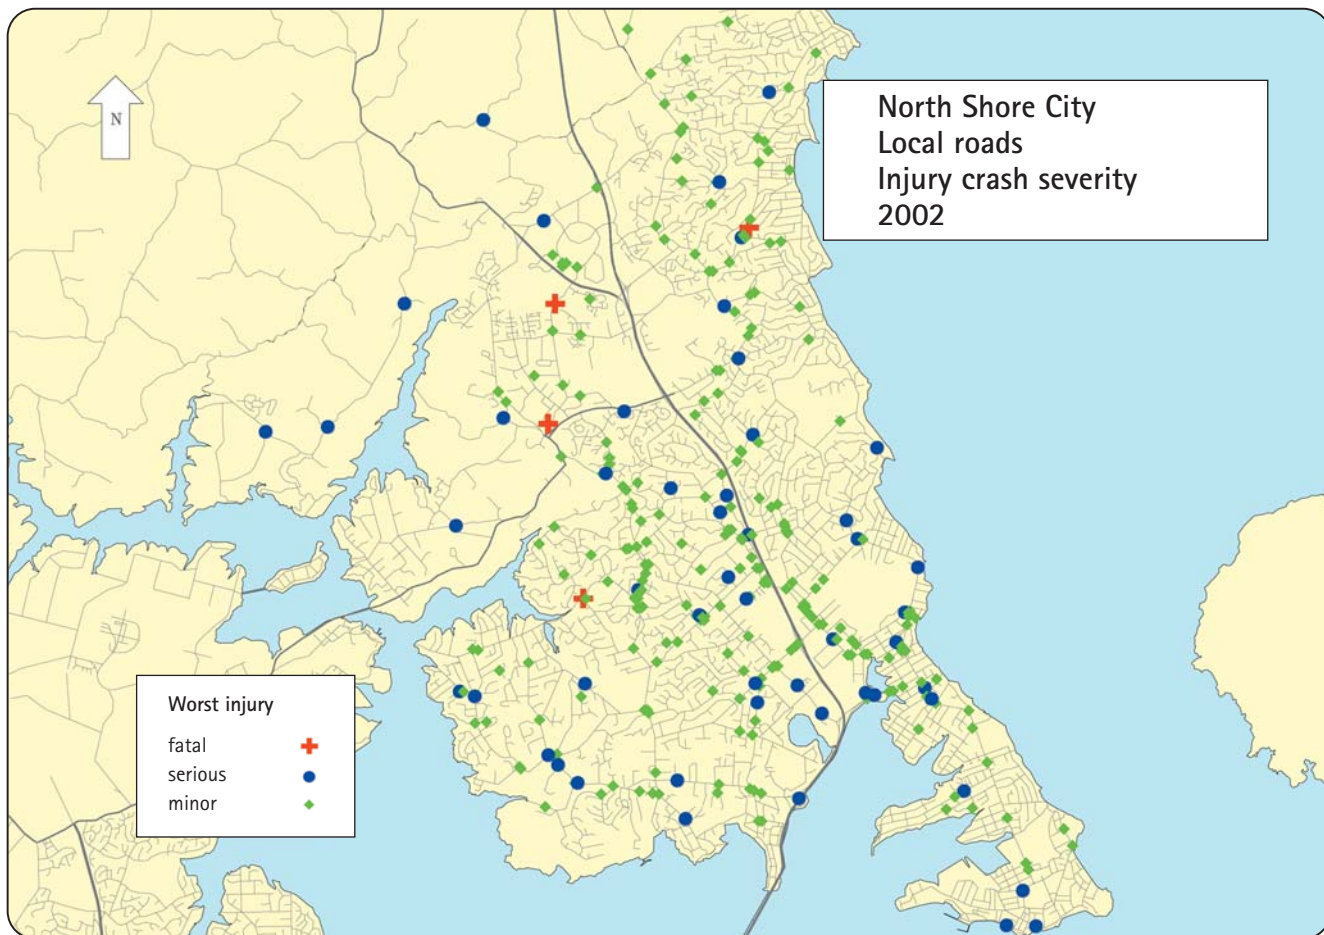 N
North Shore City
Local roads
Injury crash severity
2002
Worst injury
fatal
serious
minor